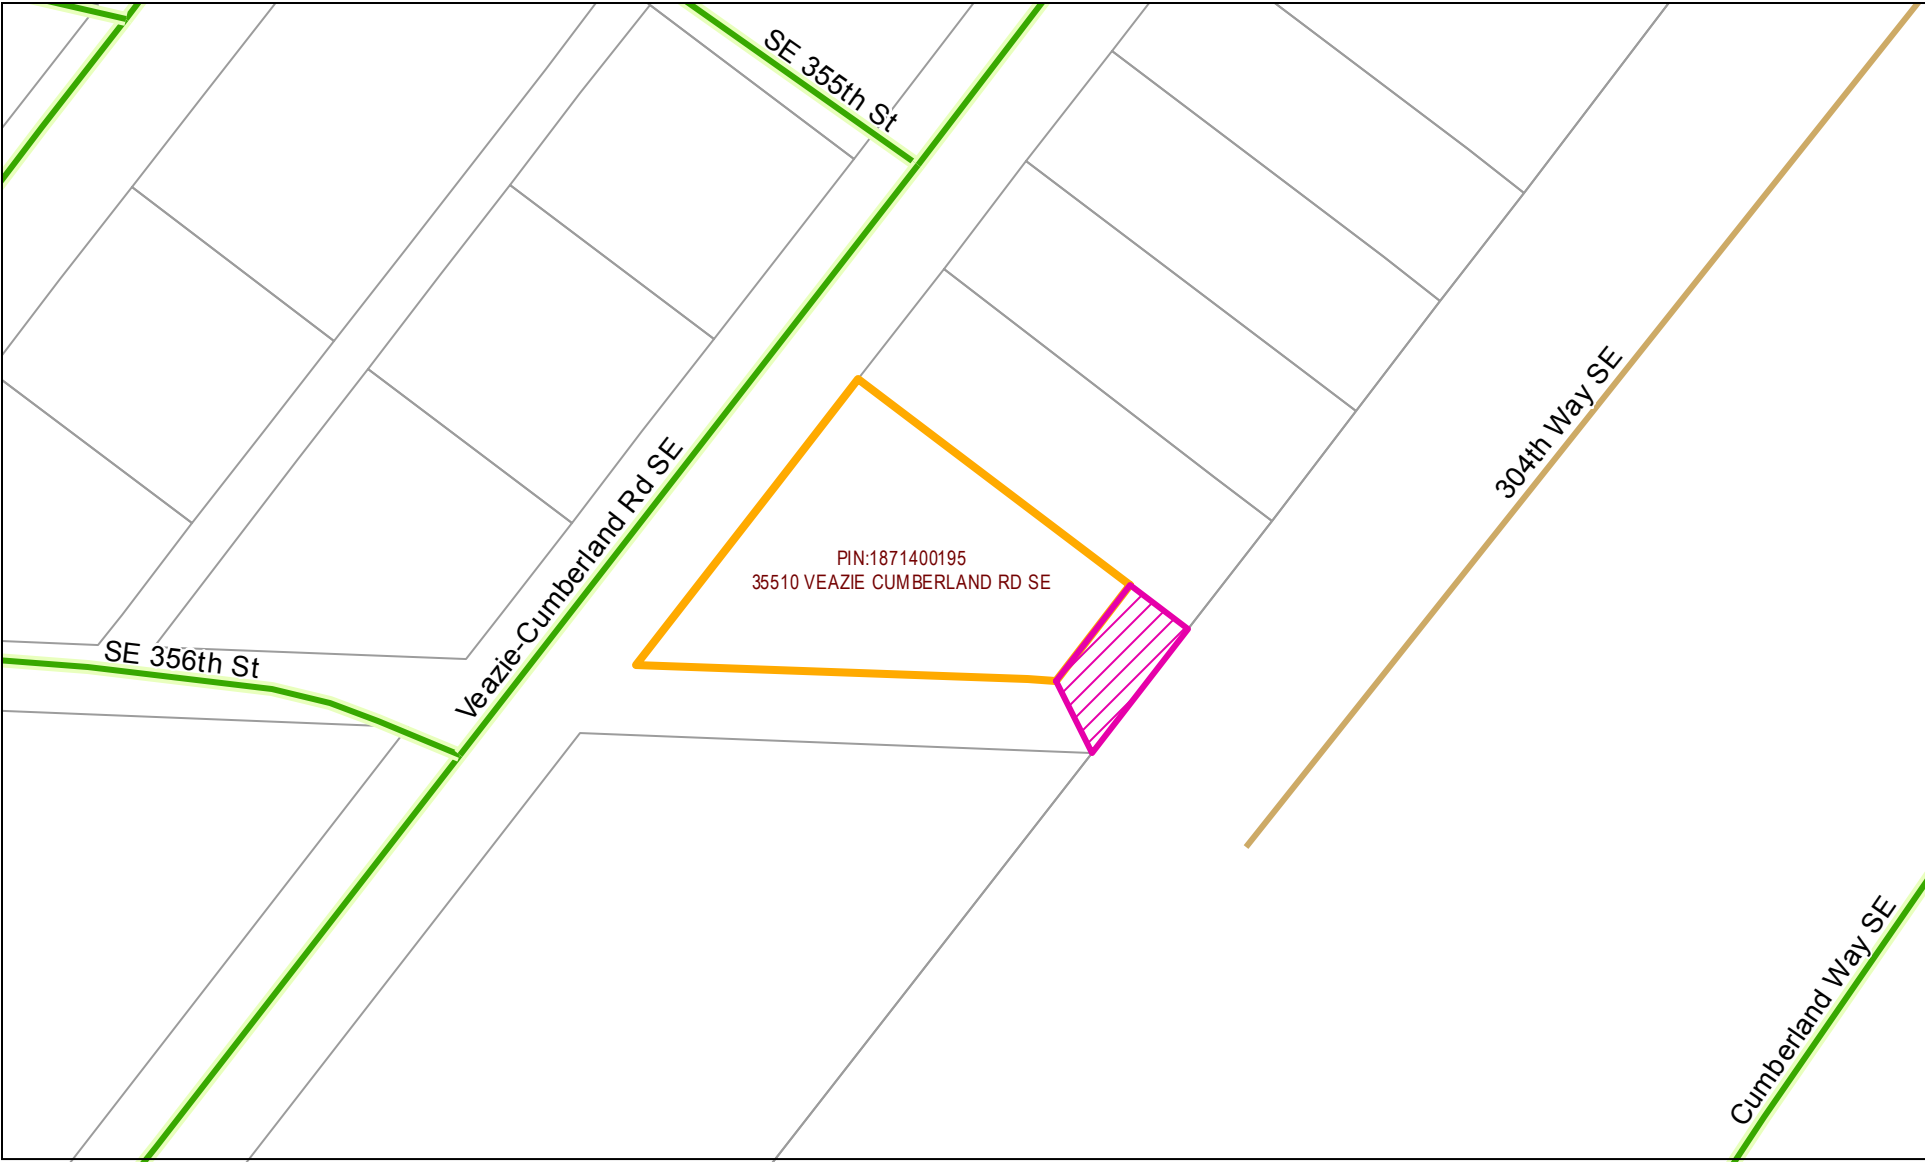 SE 355th St
304th Way SE
Veazie-Cumberland Rd SE
PIN:1871400195
35510 VEAZIE CUMBERLAND RD SE
SE 356th St
Cumberland Way SE